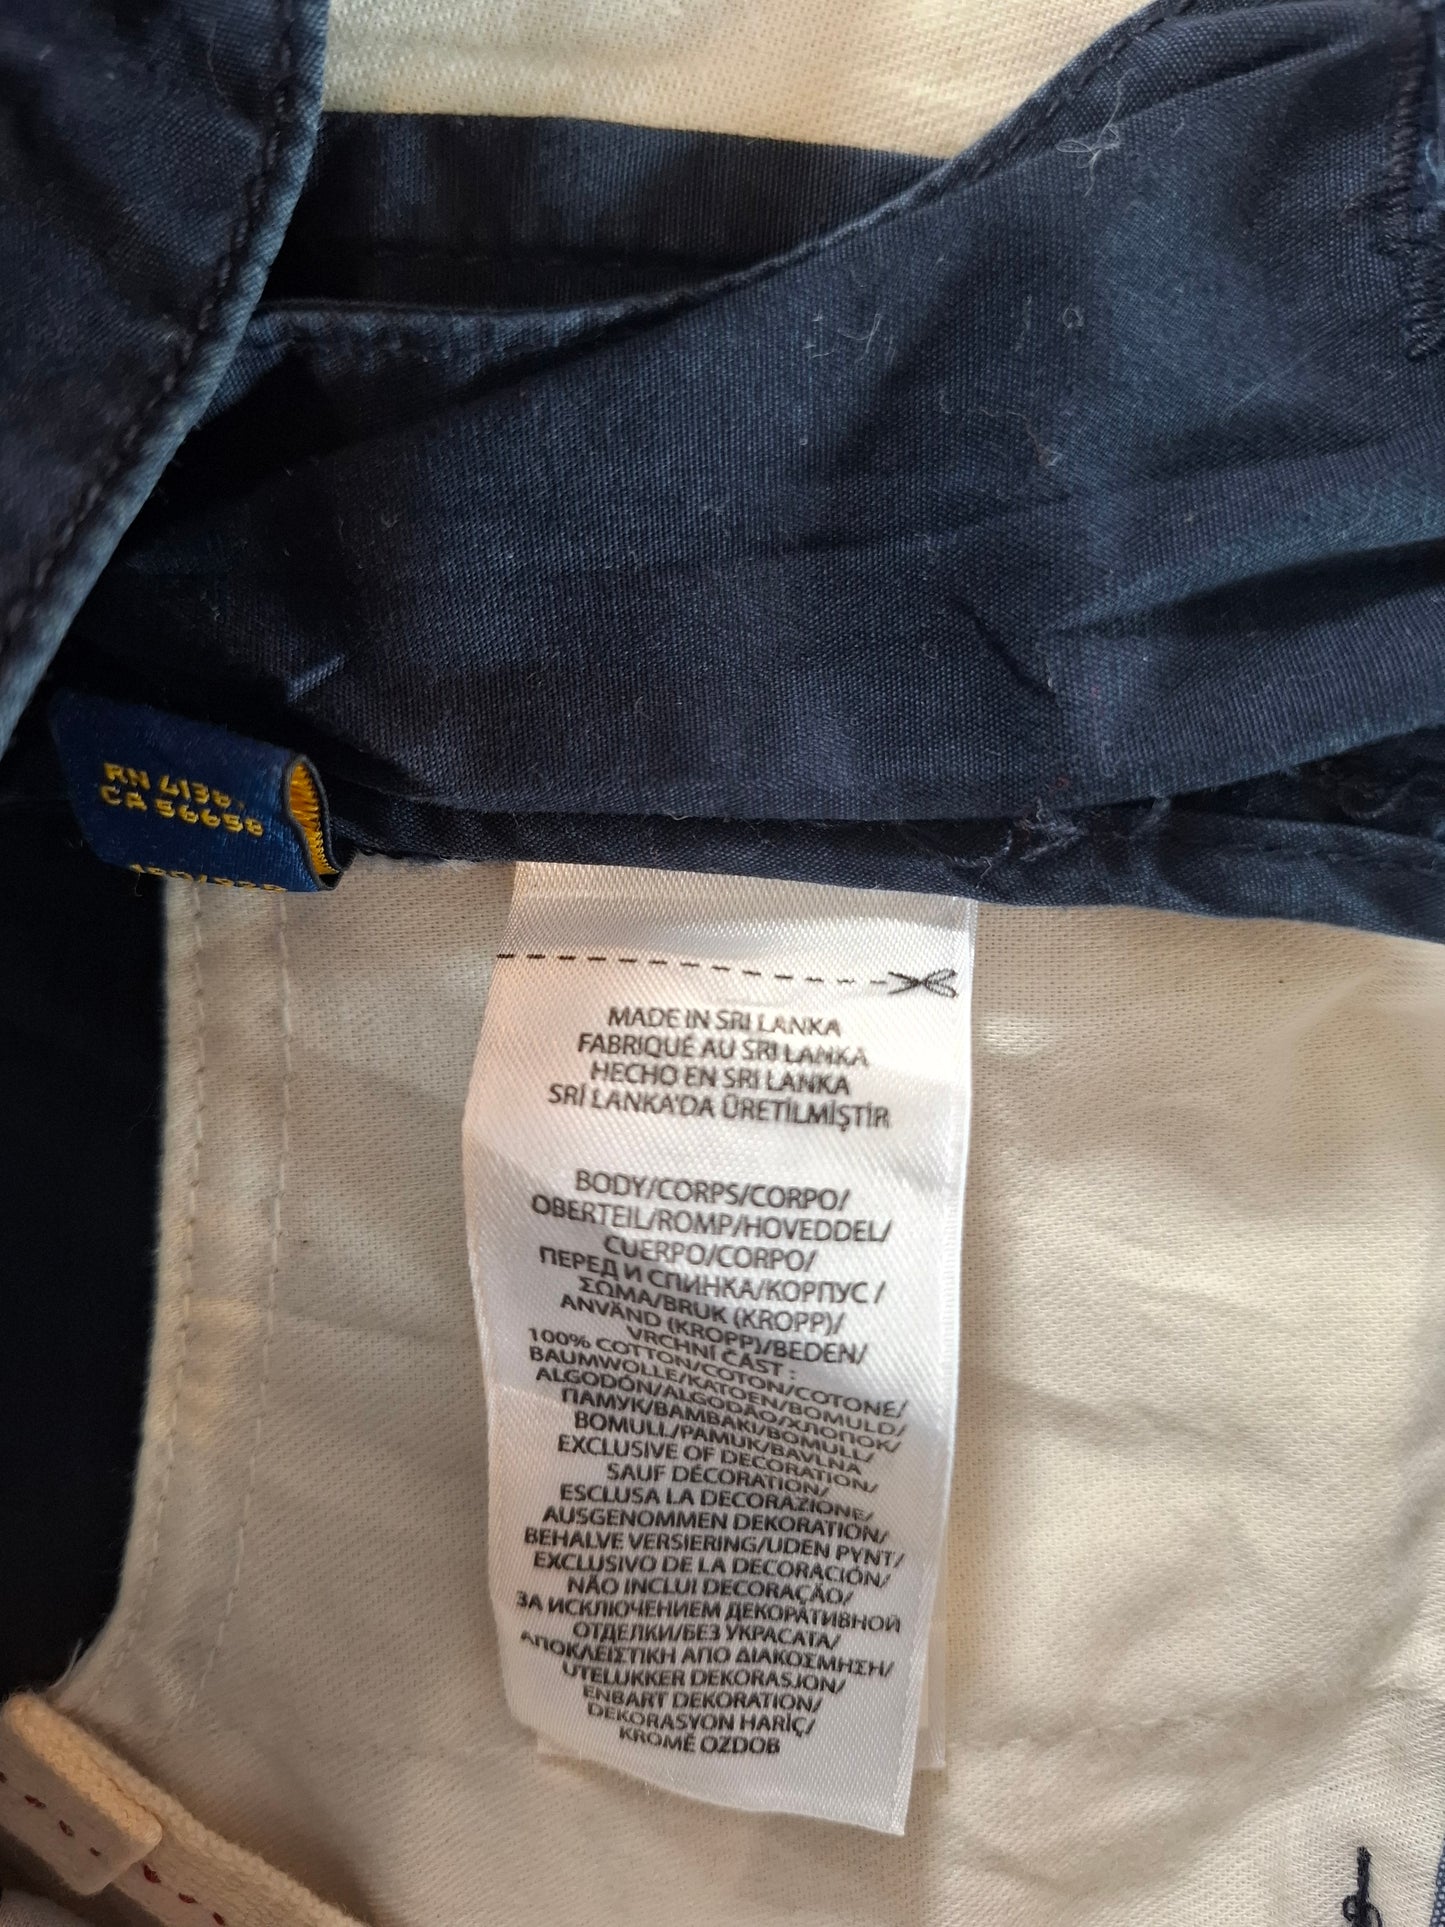 CA 56658
MADE IN SRI LANKA
FABRIQUÉ AU SRI LANKA
HECHO EN SRI LANKA
SRİ LANKA'DA ÜRETİLMİŞTİR
BODY/CORPS/CORPO/
OBERTEIL/ROMP/HOVEDDEL/
CUERPO/CORPO/
ПЕРЕД И СПИНКА/КОРПУС /
ΣΩΜΑ/BRUK (KROPP)/
ANVÄND (KROPP)/BEDEN/
VRCHNÍ ČÁST :
100% COTTON/COTON/COTONE/
BAUMWOLLE/KATOEN/BOMULD/
ALGODÓN/ALGODÃO/ХЛОПОК/
ПАМУК/BAMBAKI/BOMULL/
BOMULL/PAMUK/BAVLNA
EXCLUSIVE OF DECORATION/
SAUF DÉCORATION/
ESCLUSA LA DECORAZIONE/
AUSGENOMMEN DEKORATION/
BEHALVE VERSIERING/UDEN PYNT/
EXCLUSIVO DE LA DECORACIÓN/
NÃO INCLUI DECORAÇÃO/
ЗА ИСКЛЮЧЕНИЕМ ДЕКОРАТИВНОЙ
ОТДЕЛКИ/БЕЗ УКРАСАТА/
ΑΠΟΚΛΕΙΣΤΙΚΗ ΑΠΟ ΔΙΑΚΟΣΜΗΣΗ/
UTELUKKER DEKORASJON/
ENBART DEKORATION/
DEKORASYON HARİÇ/
KROMĚ OZDOB